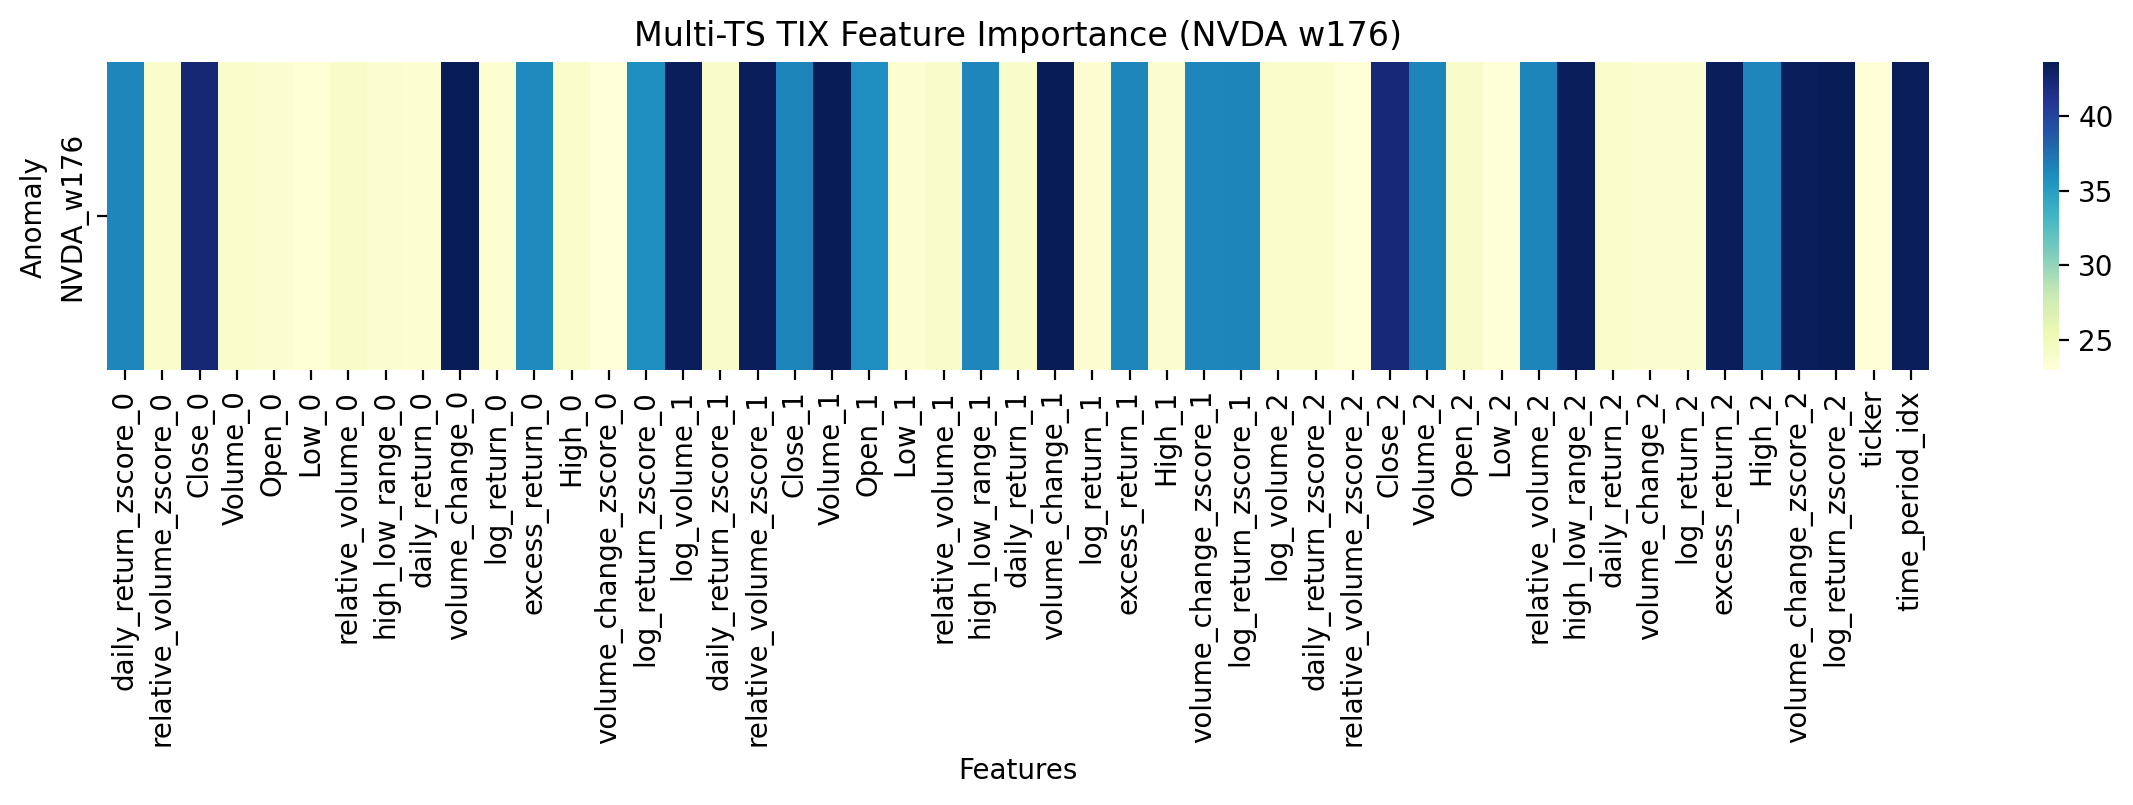 Multi-TS TIX Feature Importance (NVDA w176)
Anomaly
NVDA_w176
40
35
30
25
daily_return_zscore_0
relative_volume_zscore_0
Close_0
Volume_0
Open_0
Low_0
relative_volume_0
high_low_range_0
daily_return_0
volume_change_0
log_return_0
excess_return_0
High_0
volume_change_zscore_0
log_return_zscore_0
log_volume_1
daily_return_zscore_1
relative_volume_zscore_1
Close_1
Volume_1
Open_1
Low_1
relative_volume_1
high_low_range_1
daily_return_1
volume_change_1
log_return_1
excess_return_1
High_1
volume_change_zscore_1
log_return_zscore_1
log_volume_2
daily_return_zscore_2
relative_volume_zscore_2
Close_2
Volume_2
Open_2
Low_2
relative_volume_2
high_low_range_2
daily_return_2
volume_change_2
log_return_2
excess_return_2
High_2
volume_change_zscore_2
log_return_zscore_2
ticker
time_period_idx
Features